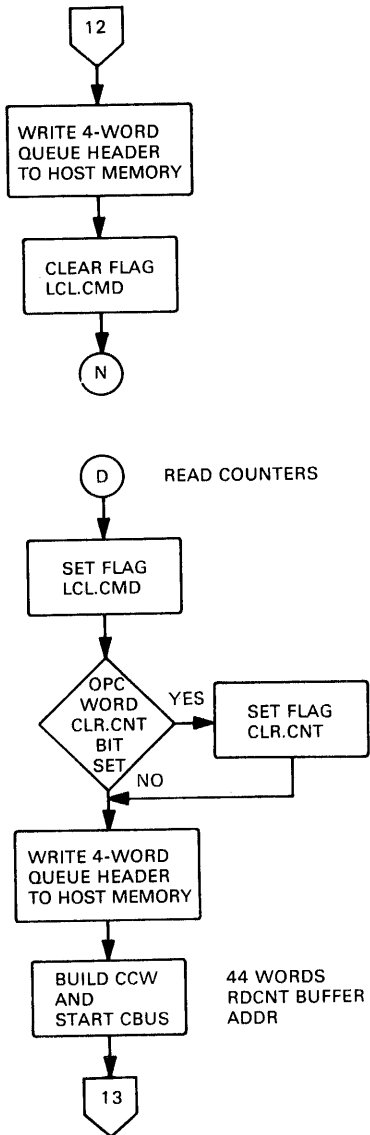 12
WRITE 4-WORD
QUEUE HEADER
TO HOST MEMORY
CLEAR FLAG
LCL.CMD
N
D
READ COUNTERS
SET FLAG
LCL.CMD
OPC
WORD
CLR.CNT
BIT
SET
YES
SET FLAG
CLR.CNT
NO
WRITE 4-WORD
QUEUE HEADER
TO HOST MEMORY
BUILD CCW
AND
START CBUS
44 WORDS
RDCNT BUFFER
ADDR
13